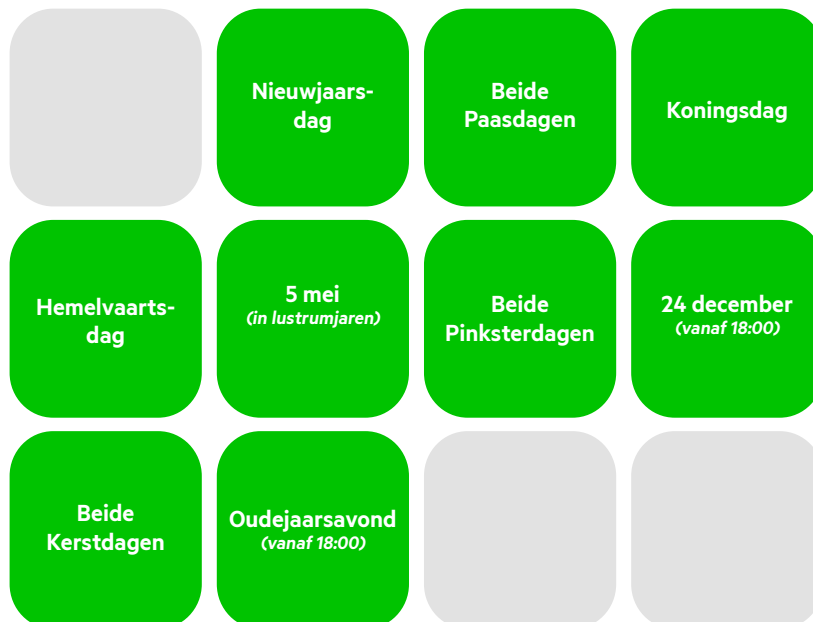 Nieuwjaars-
dag
Beide
Paasdagen
Koningsdag
Hemelvaarts-
dag
5 mei
(in lustrumjaren)
Beide
Pinksterdagen
24 december
(vanaf 18:00)
Beide
Kerstdagen
Oudejaarsavond
(vanaf 18:00)